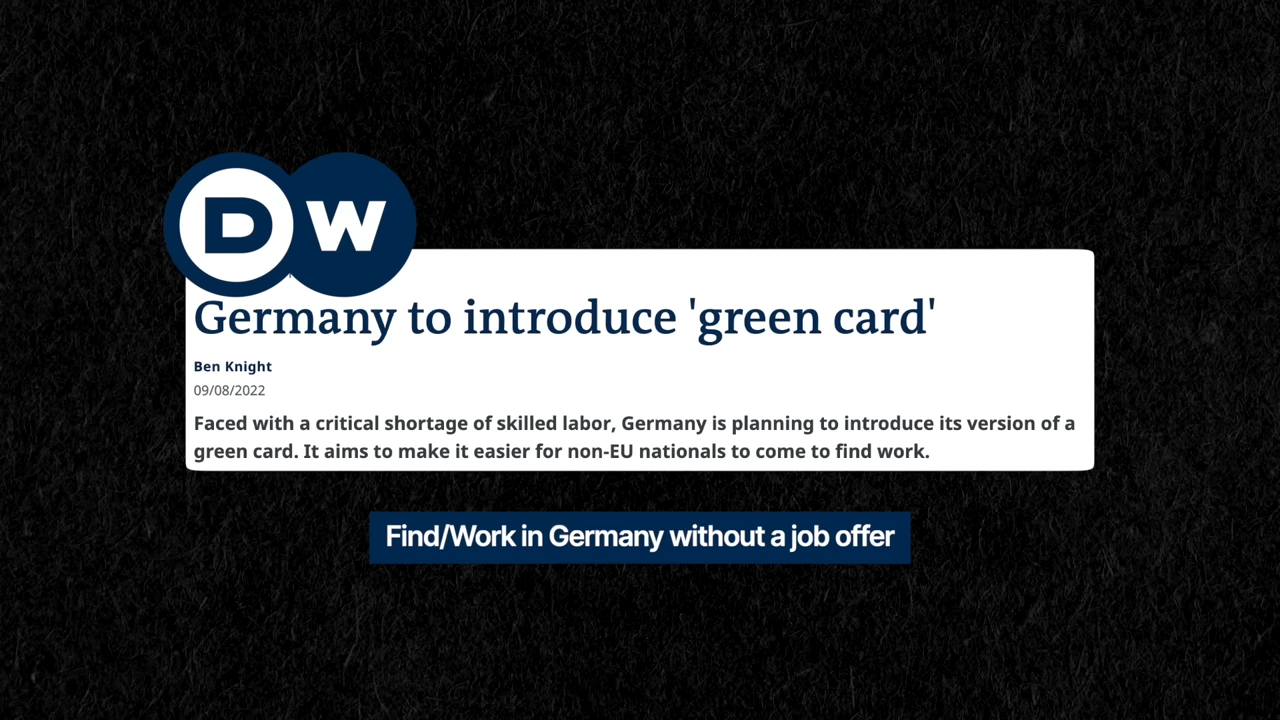 DW
Germany to introduce 'green card'
Ben Knight
09/08/2022
Faced with a critical shortage of skilled labor, Germany is planning to introduce its version of a
green card. It aims to make it easier for non-EU nationals to come to find work.
Find/Work in Germany without a job offer